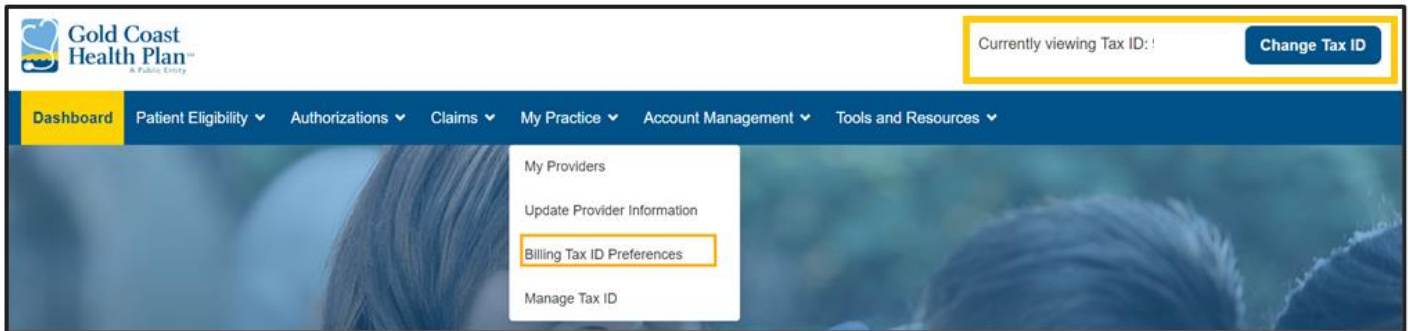 Gold Coast
Health Plan℠
A Public Entity
Currently viewing Tax ID:
Change Tax ID
Dashboard Patient Eligibility Authorizations Claims My Practice Account Management Tools and Resources
My Providers
Update Provider Information
Billing Tax ID Preferences
Manage Tax ID